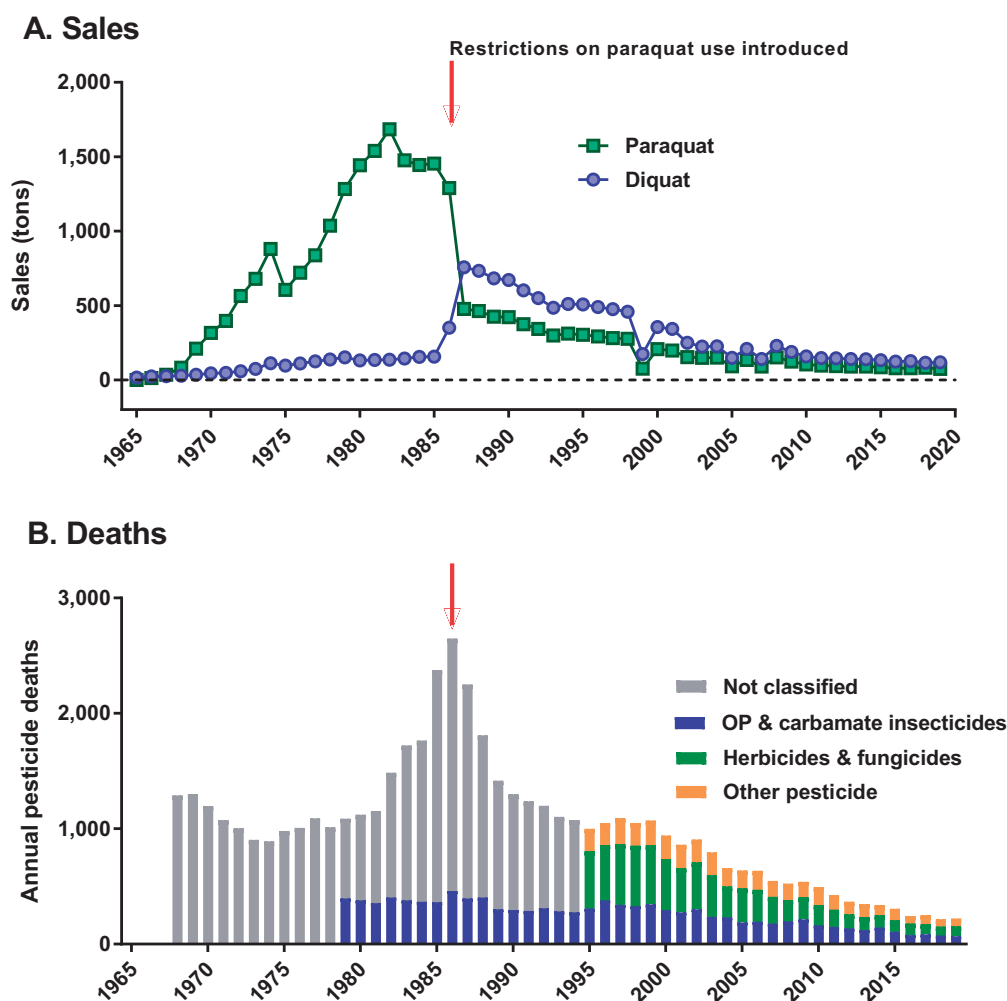 A. Sales
Restrictions on paraquat use introduced
2,000
1,500
1,000
500
0
Sales (tons)
Paraquat
Diquat
1965 1970 1975 1980 1985 1990 1995 2000 2005 2010 2015 2020
B. Deaths
3,000
2,000
1,000
0
Annual pesticide deaths
Not classified
OP & carbamate insecticides
Herbicides & fungicides
Other pesticide
1965 1970 1975 1980 1985 1990 1995 2000 2005 2010 2015